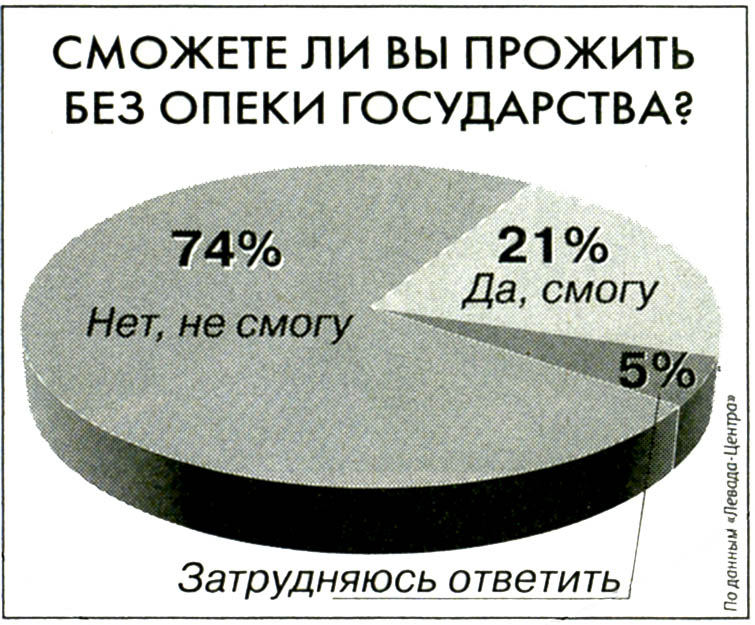 СМОЖЕТЕ ЛИ ВЫ ПРОЖИТЬ
БЕЗ ОПЕКИ ГОСУДАРСТВА?
74%
Нет, не смогу
21%
Да, смогу
5%
Затрудняюсь ответить
По данным «Левада-Центра»